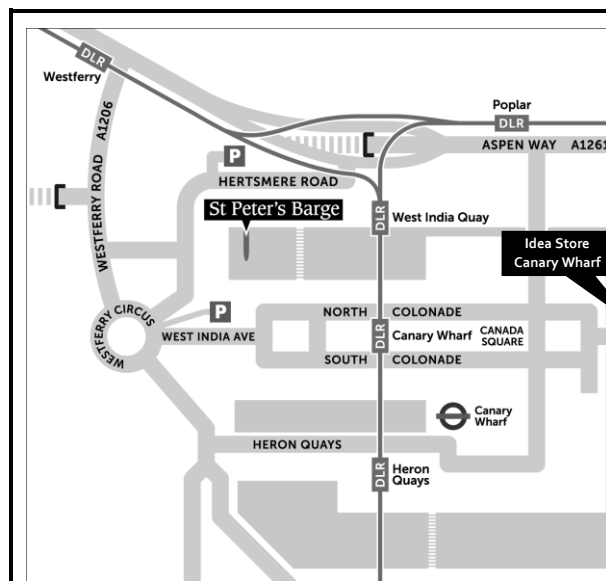 DLR
Westferry
A1206
WESTFERRY ROAD
Poplar
DLR
ASPEN WAY A1261
P
HERTSMERE ROAD
St Peter's Barge
DLR
West India Quay
Idea Store
Canary Wharf
P
WESTFERRY CIRCUS
WEST INDIA AVE
NORTH COLONADE
DLR
Canary Wharf
CANADA
SQUARE
SOUTH COLONADE
Canary
Wharf
HERON QUAYS
DLR
Heron
Quays